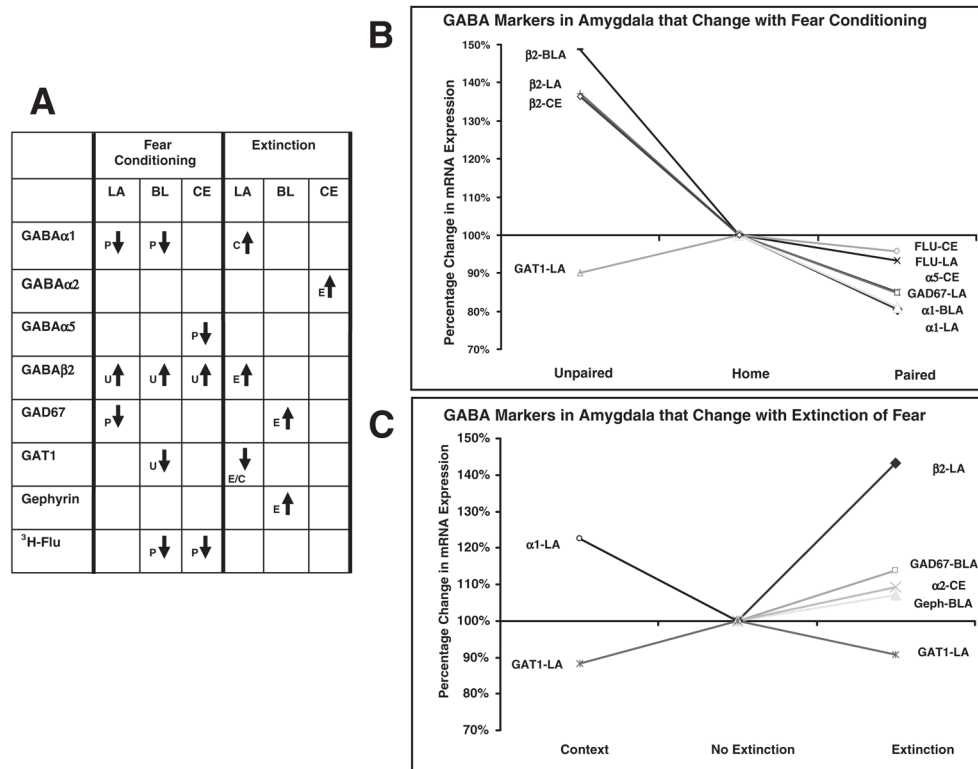 A
Fear Conditioning Extinction
LA BL CE LA BL CE
GABAα1 P P C
GABAα2 E
GABAα5 P
GABAβ2 U U U E
GAD67 P E
GAT1 U E/C
Gephyrin E
³H-Flu P P
B
GABA Markers in Amygdala that Change with Fear Conditioning
Percentage Change in mRNA Expression
150%
140%
130%
120%
110%
100%
90%
80%
70%
β2-BLA
β2-LA
β2-CE
GAT1-LA
FLU-CE
FLU-LA
α5-CE
GAD67-LA
α1-BLA
α1-LA
Unpaired Home Paired
C
GABA Markers in Amygdala that Change with Extinction of Fear
Percentage Change in mRNA Expression
150%
140%
130%
120%
110%
100%
90%
80%
70%
α1-LA
GAT1-LA
β2-LA
GAD67-BLA
α2-CE
Geph-BLA
GAT1-LA
Context No Extinction Extinction